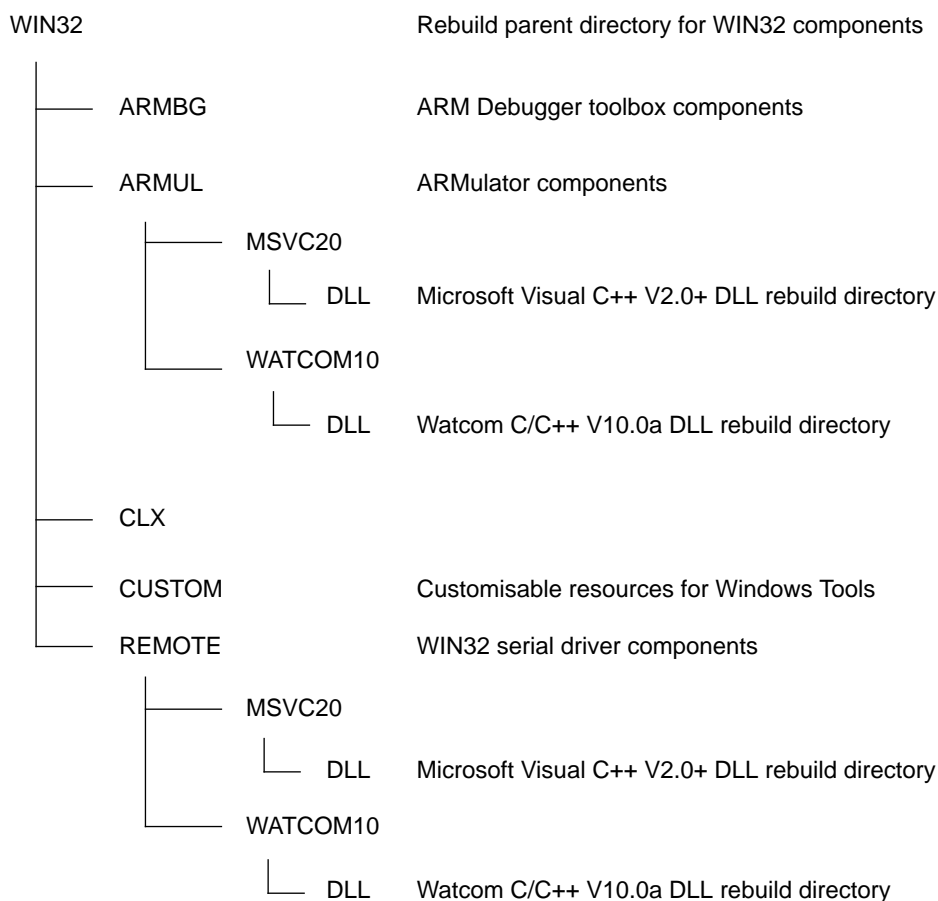 WIN32 Rebuild parent directory for WIN32 components
ARMBG ARM Debugger toolbox components
ARMUL ARMulator components
MSVC20
DLL Microsoft Visual C++ V2.0+ DLL rebuild directory
WATCOM10
DLL Watcom C/C++ V10.0a DLL rebuild directory
CLX
CUSTOM Customisable resources for Windows Tools
REMOTE WIN32 serial driver components
MSVC20
DLL Microsoft Visual C++ V2.0+ DLL rebuild directory
WATCOM10
DLL Watcom C/C++ V10.0a DLL rebuild directory